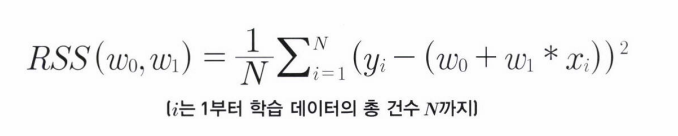 RSS(w₀, w₁) = 1/N ∑ᵢ₌₁ᴺ (yᵢ − (w₀ + w₁ * xᵢ))²
(i는 1부터 학습 데이터의 총 건수 N까지)